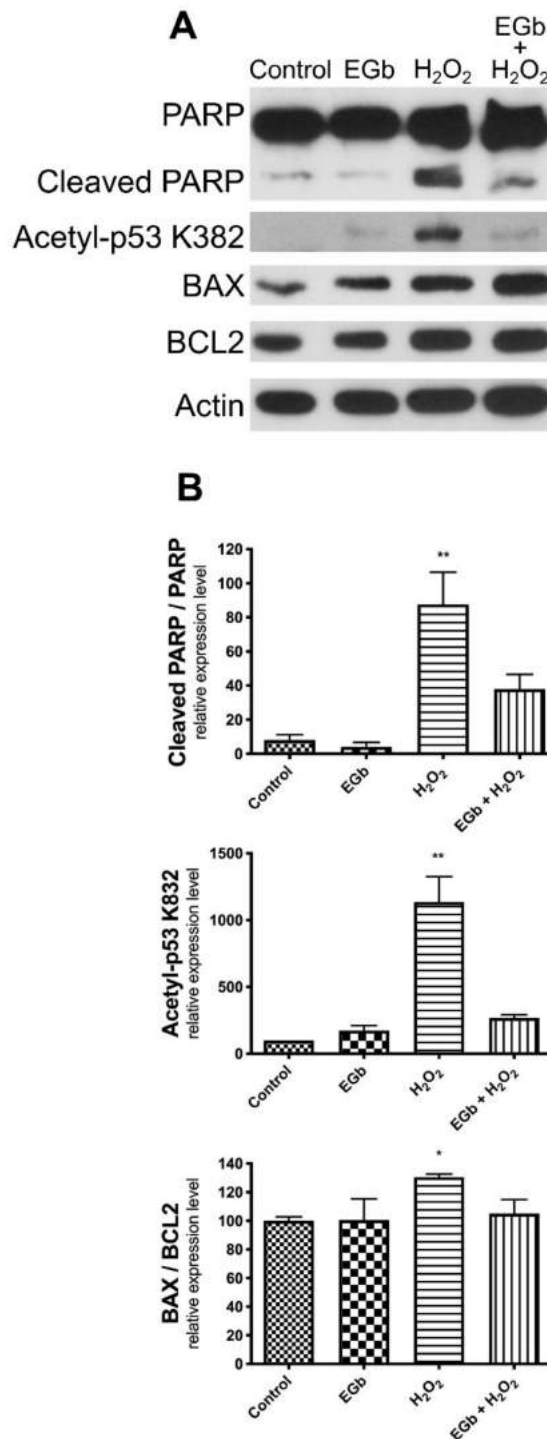 A
Control EGb H₂O₂ EGb + H₂O₂
PARP
Cleaved PARP
Acetyl-p53 K382
BAX
BCL2
Actin
B
Cleaved PARP / PARP
relative expression level
120
100
80
60
40
20
0
**
Control EGb H₂O₂ EGb + H₂O₂
Acetyl-p53 K832
relative expression level
1500
1000
500
0
**
Control EGb H₂O₂ EGb + H₂O₂
BAX / BCL2
relative expression level
140
120
100
80
60
40
20
0
*
Control EGb H₂O₂ EGb + H₂O₂